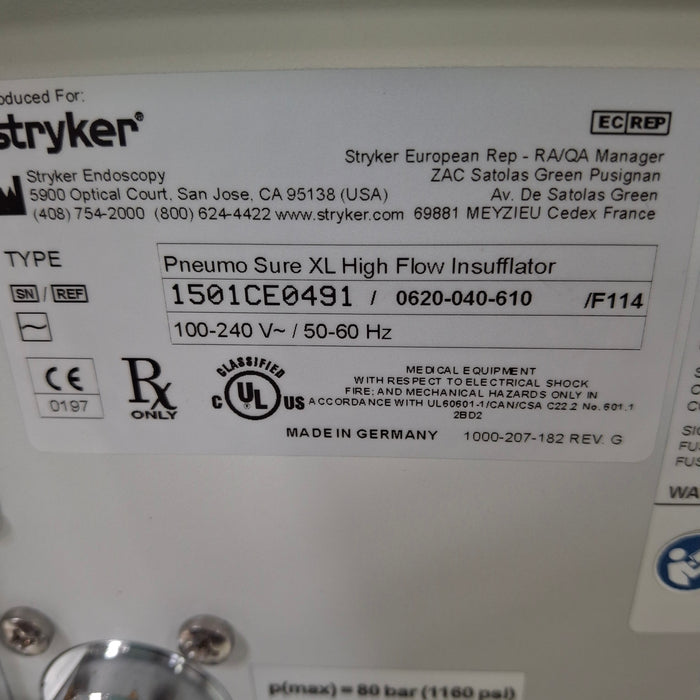 oduced For:
stryker®
EC REP
Stryker Endoscopy
5900 Optical Court, San Jose, CA 95138 (USA)
(408) 754-2000 (800) 624-4422 www.stryker.com
Stryker European Rep - RA/QA Manager
ZAC Satolas Green Pusignan
Av. De Satolas Green
69881 MEYZIEU Cedex France
TYPE Pneumo Sure XL High Flow Insufflator
SN / REF 1501CE0491 / 0620-040-610 /F114
100-240 V~ / 50-60 Hz
CE
0197
Rx
ONLY
CLASSIFIED
C UL US
MEDICAL EQUIPMENT
WITH RESPECT TO ELECTRICAL SHOCK
FIRE; AND MECHANICAL HAZARDS ONLY IN
ACCORDANCE WITH UL60601-1/CAN/CSA C22.2 No.601.1
2BD2
MADE IN GERMANY 1000-207-182 REV. G
SI
FU
FUS
WA
p(max) = 80 bar (1160 psi)